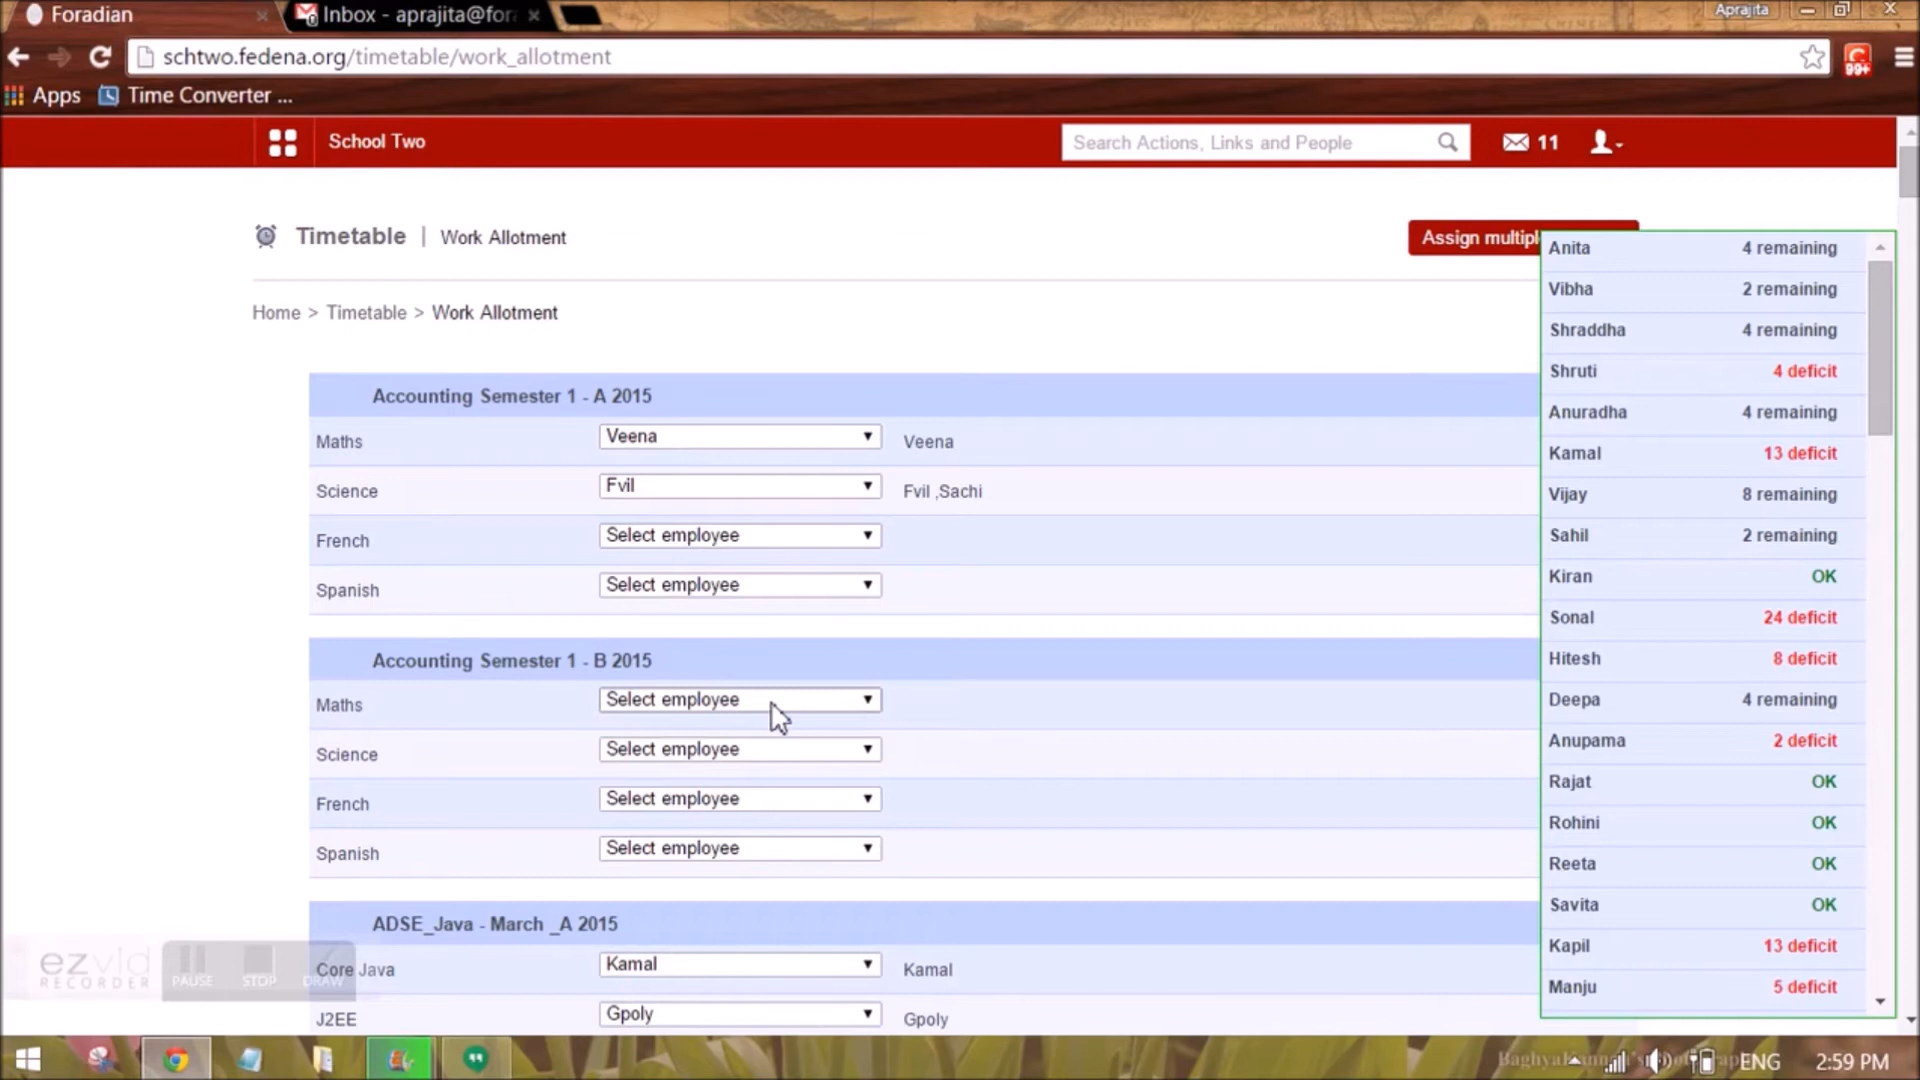 Foradian
Inbox - aprajita@for
Aprajita
schtwo.fedena.org/timetable/work_allotment
99+
Apps
Time Converter ...
School Two
Search Actions, Links and People
11
Timetable | Work Allotment
Assign multipl
Home > Timetable > Work Allotment
Accounting Semester 1 - A 2015
Maths Veena Veena
Science Fvil Fvil ,Sachi
French Select employee
Spanish Select employee
Accounting Semester 1 - B 2015
Maths Select employee
Science Select employee
French Select employee
Spanish Select employee
ADSE_Java - March _A 2015
Core Java Kamal Kamal
J2EE Gpoly Gpoly
Anita 4 remaining
Vibha 2 remaining
Shraddha 4 remaining
Shruti 4 deficit
Anuradha 4 remaining
Kamal 13 deficit
Vijay 8 remaining
Sahil 2 remaining
Kiran OK
Sonal 24 deficit
Hitesh 8 deficit
Deepa 4 remaining
Anupama 2 deficit
Rajat OK
Rohini OK
Reeta OK
Savita OK
Kapil 13 deficit
Manju 5 deficit
ezvid
RECORDER
PAUSE STOP DRAW
ENG 2:59 PM